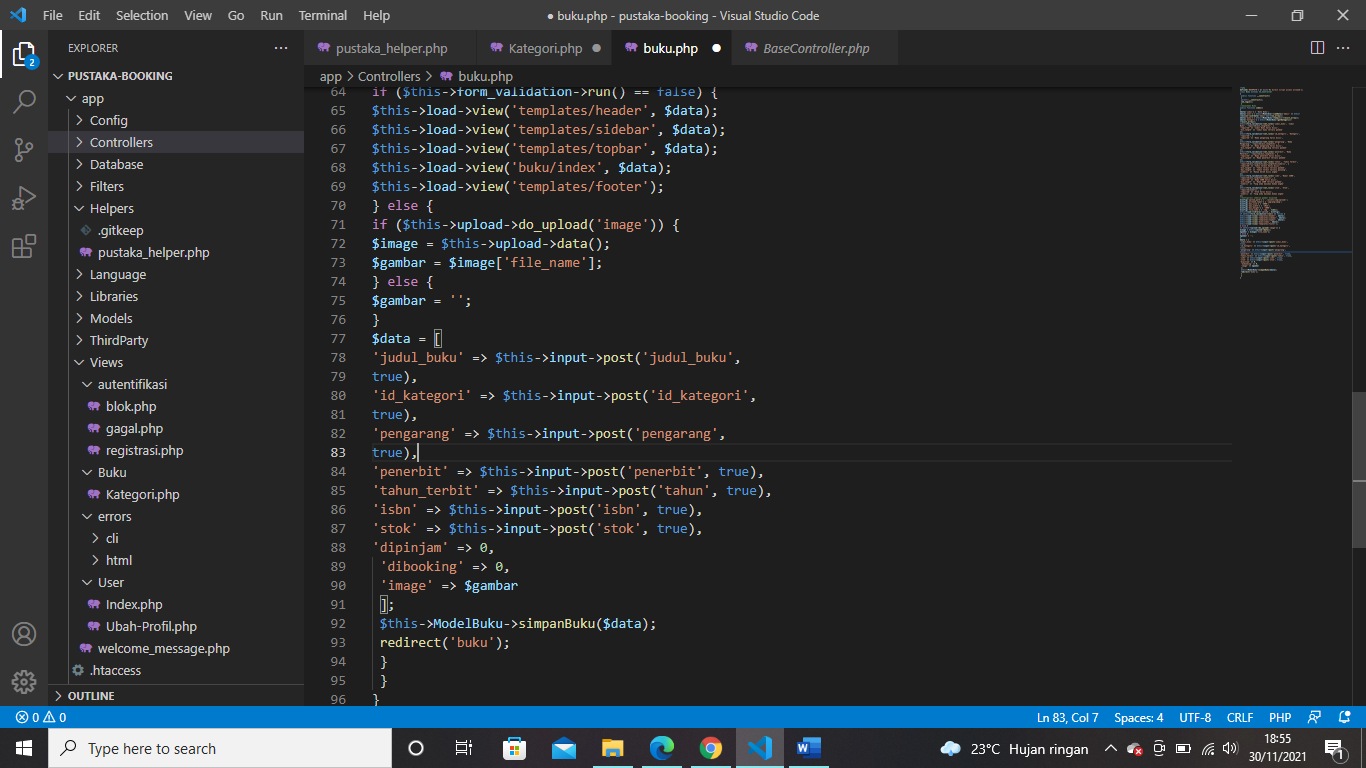 File Edit Selection View Go Run Terminal Help
● buku.php - pustaka-booking - Visual Studio Code
EXPLORER
pustaka_helper.php
Kategori.php
buku.php
BaseController.php
PUSTAKA-BOOKING
app > Controllers > buku.php
2
app
Config
Controllers
Database
Filters
Helpers
.gitkeep
pustaka_helper.php
Language
Libraries
Models
ThirdParty
Views
autentifikasi
blok.php
gagal.php
registrasi.php
Buku
Kategori.php
errors
cli
html
User
Index.php
Ubah-Profil.php
welcome_message.php
.htaccess
OUTLINE
64 if ($this->form_validation->run() == false) {
65 $this->load->view('templates/header', $data);
66 $this->load->view('templates/sidebar', $data);
67 $this->load->view('templates/topbar', $data);
68 $this->load->view('buku/index', $data);
69 $this->load->view('templates/footer');
70 } else {
71 if ($this->upload->do_upload('image')) {
72 $image = $this->upload->data();
73 $gambar = $image['file_name'];
74 } else {
75 $gambar = '';
76 }
77 $data = [
78 'judul_buku' => $this->input->post('judul_buku',
79 true),
80 'id_kategori' => $this->input->post('id_kategori',
81 true),
82 'pengarang' => $this->input->post('pengarang',
83 true),
84 'penerbit' => $this->input->post('penerbit', true),
85 'tahun_terbit' => $this->input->post('tahun', true),
86 'isbn' => $this->input->post('isbn', true),
87 'stok' => $this->input->post('stok', true),
88 'dipinjam' => 0,
89 'dibooking' => 0,
90 'image' => $gambar
91 ];
92 $this->ModelBuku->simpanBuku($data);
93 redirect('buku');
94 }
95 }
96 }
0 0
Ln 83, Col 7 Spaces: 4 UTF-8 CRLF PHP
Type here to search
23°C Hujan ringan
18:55
30/11/2021
1